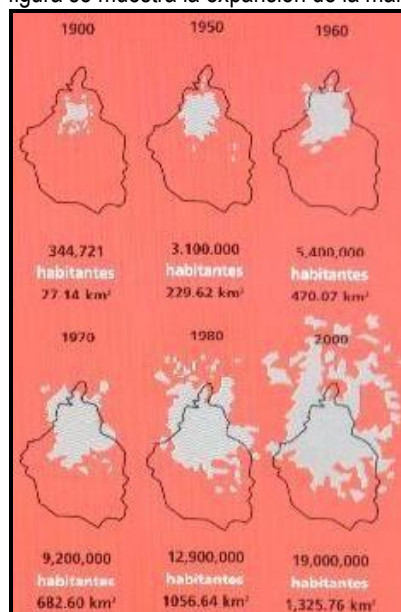 1900 1950 1960
344,721 3.100.000 5,400,000
habitantes habitantes habitantes
27.14 km² 229.62 km² 470.07 km²
1970 1980 2000
9,200,000 12,900,000 19,000,000
habitantes habitantes habitantes
682.60 km² 1056.64 km² 1,325.76 km²